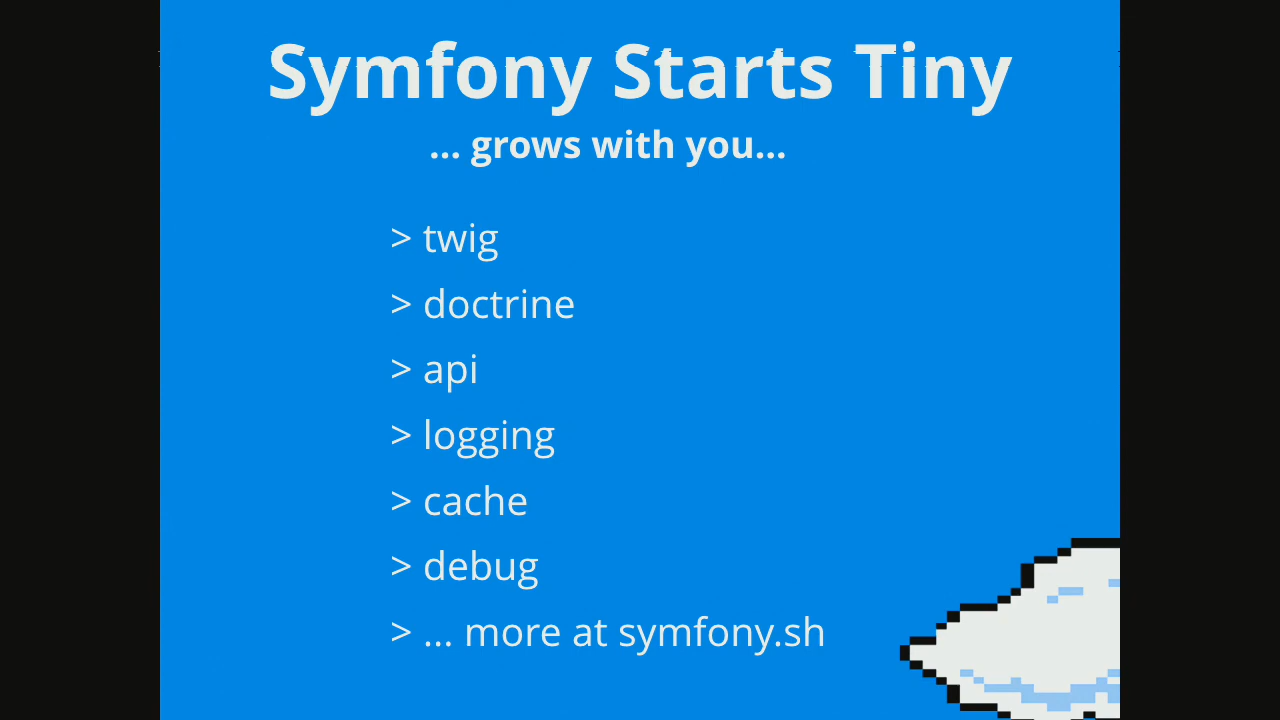 Symfony Starts Tiny
... grows with you...
> twig
> doctrine
> api
> logging
> cache
> debug
> ... more at symfony.sh